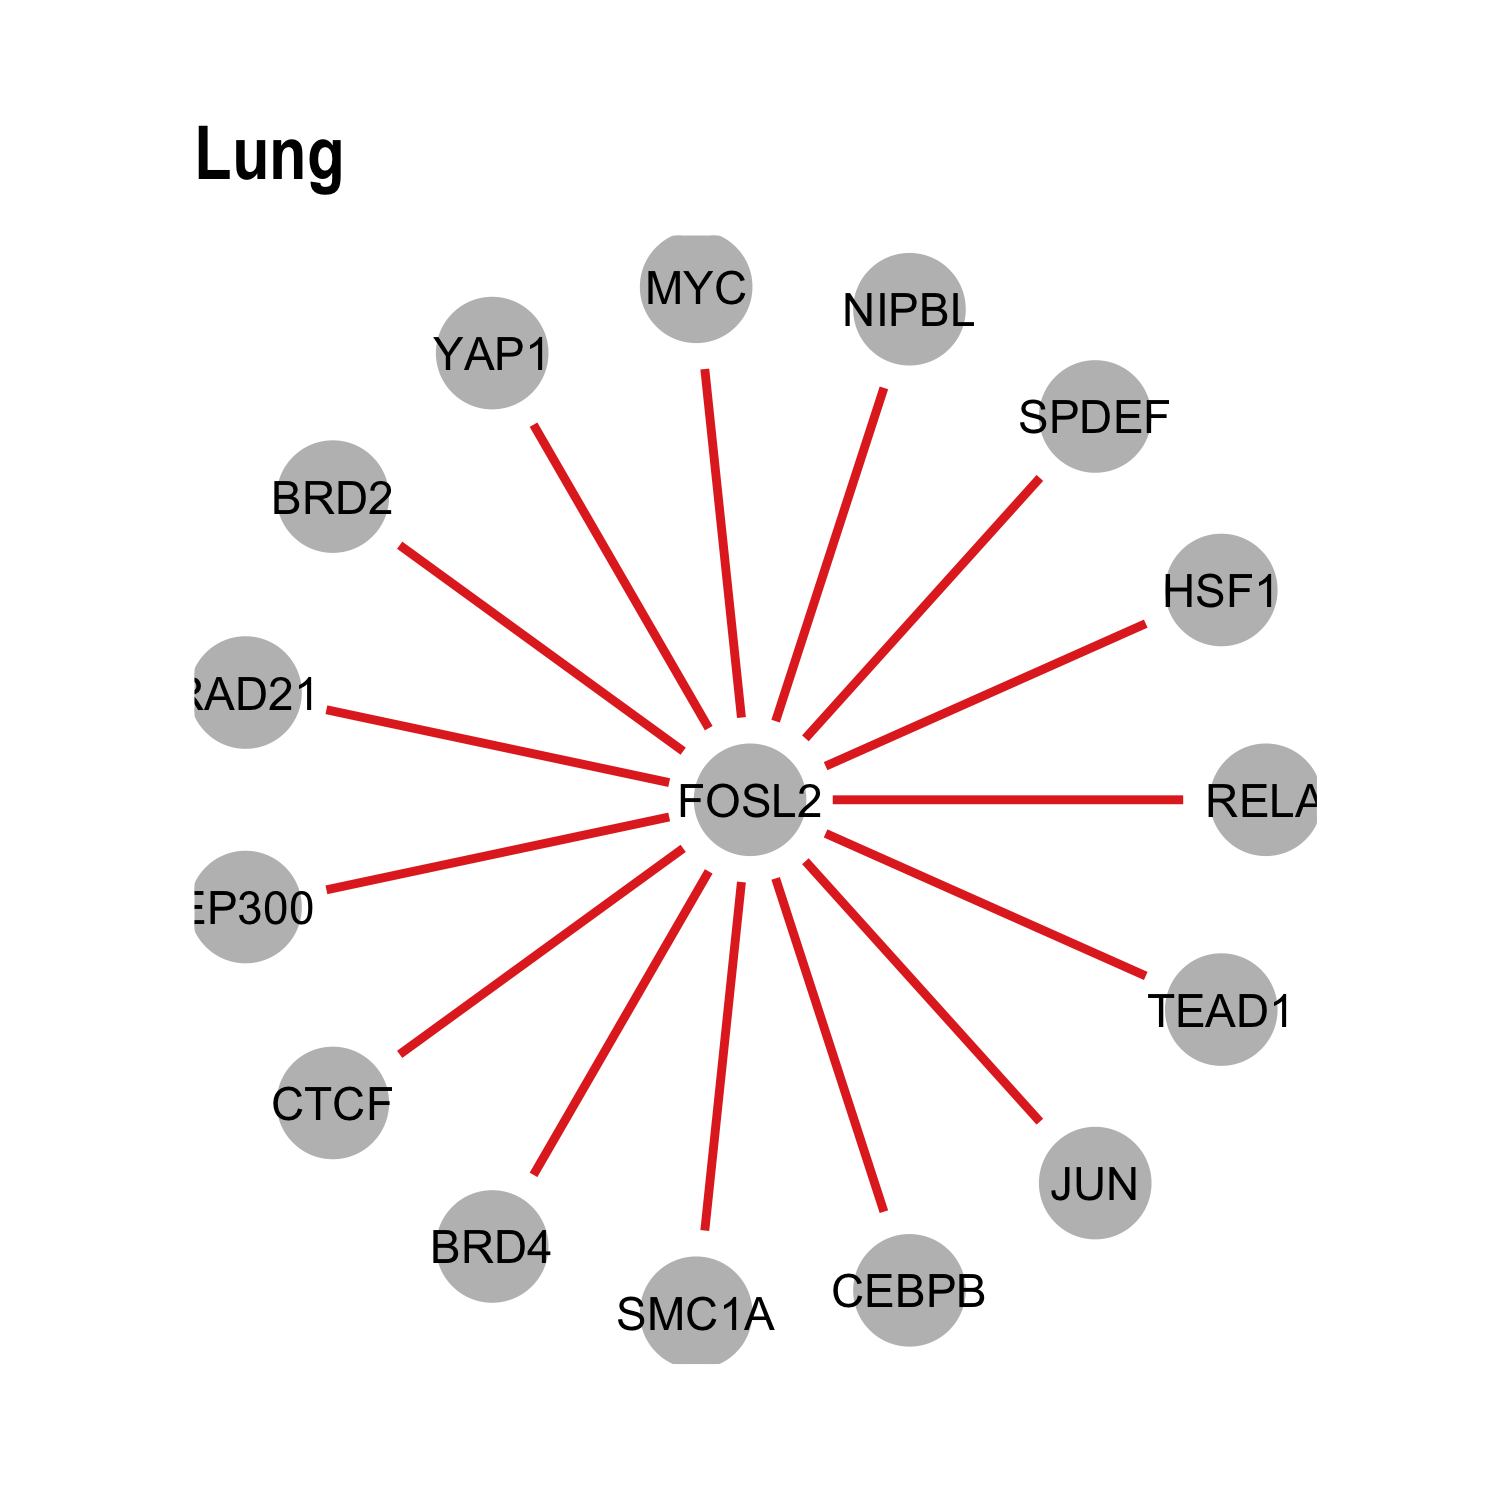 Lung
MYC
NIPBL
YAP1
SPDEF
BRD2
HSF1
RAD21
FOSL2
RELA
EP300
TEAD1
CTCF
JUN
BRD4
CEBPB
SMC1A